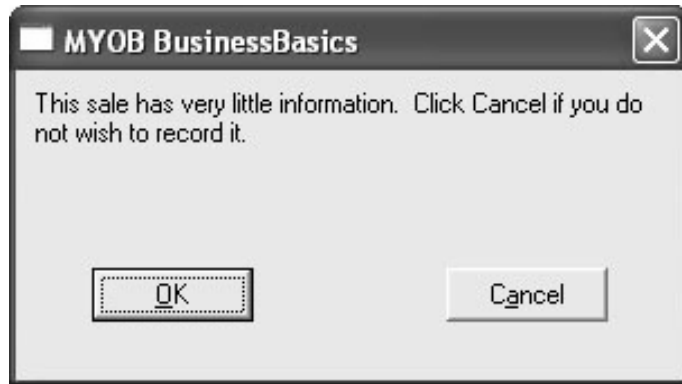 MYOB BusinessBasics
This sale has very little information.  Click Cancel if you do
not wish to record it.
OK
Cancel